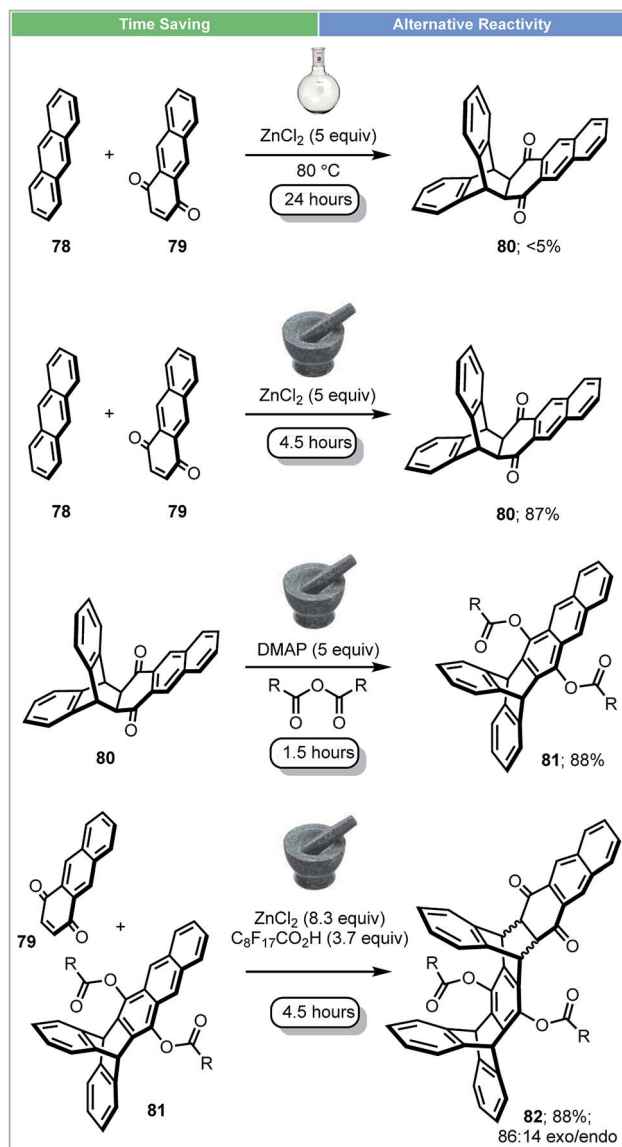 Time Saving
Alternative Reactivity
+
ZnCl₂ (5 equiv)
80 °C
24 hours
O
O
O
O
78
79
80; <5%
+
ZnCl₂ (5 equiv)
4.5 hours
O
O
O
O
78
79
80; 87%
O
O
80
DMAP (5 equiv)
R O R
O O
1.5 hours
R
O
O
O
O
R
81; 88%
O
O
79
+
R
O
O
O
O
R
81
ZnCl₂ (8.3 equiv)
C₈F₁₇CO₂H (3.7 equiv)
4.5 hours
O
O
R
O
O
O
O
R
82; 88%;
86:14 exo/endo